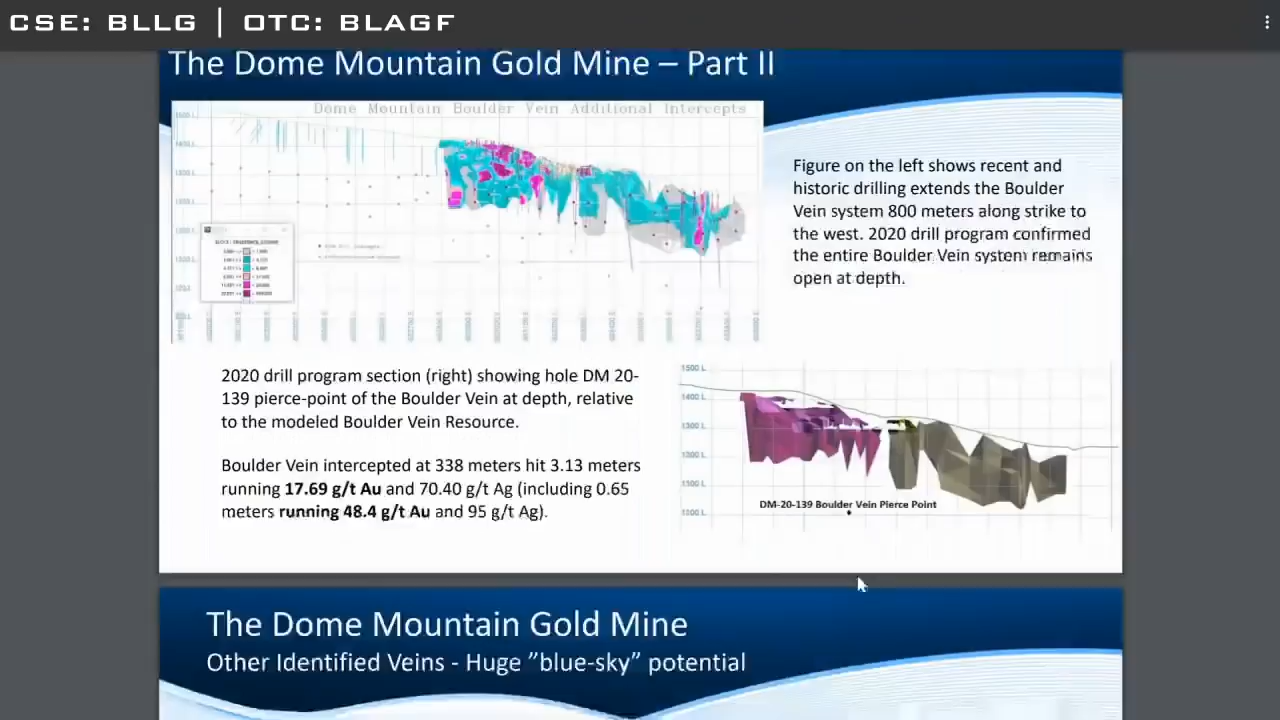 CSE: BLLG | OTC: BLAGF
The Dome Mountain Gold Mine – Part II
Dome Mountain Boulder Vein Additional Intercepts
Figure on the left shows recent and
historic drilling extends the Boulder
Vein system 800 meters along strike to
the west. 2020 drill program confirmed
the entire Boulder Vein system remains
open at depth.
2020 drill program section (right) showing hole DM 20-
139 pierce-point of the Boulder Vein at depth, relative
to the modeled Boulder Vein Resource.
Boulder Vein intercepted at 338 meters hit 3.13 meters
running 17.69 g/t Au and 70.40 g/t Ag (including 0.65
meters running 48.4 g/t Au and 95 g/t Ag).
1500 L
1400 L
1300 L
1200 L
DM-20-139 Boulder Vein Pierce Point
The Dome Mountain Gold Mine
Other Identified Veins - Huge ”blue-sky” potential